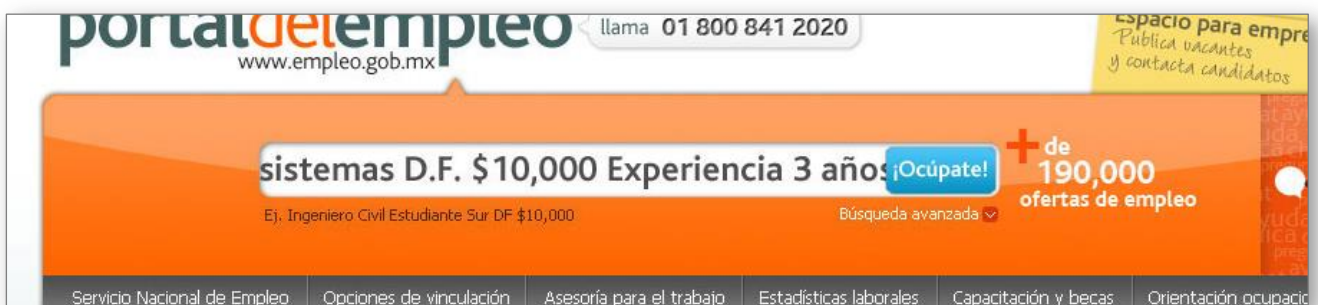 portaldelempleo
llama 01 800 841 2020
www.empleo.gob.mx
Espacio para empre
Publica vacantes
y contacta candidatos
sistemas D.F. $10,000 Experiencia 3 años
¡Ocúpate!
+ de
190,000
ofertas de empleo
Ej. Ingeniero Civil Estudiante Sur DF $10,000
Búsqueda avanzada
Servicio Nacional de Empleo
Opciones de vinculación
Asesoría para el trabajo
Estadísticas laborales
Capacitación y becas
Orientación ocupacio